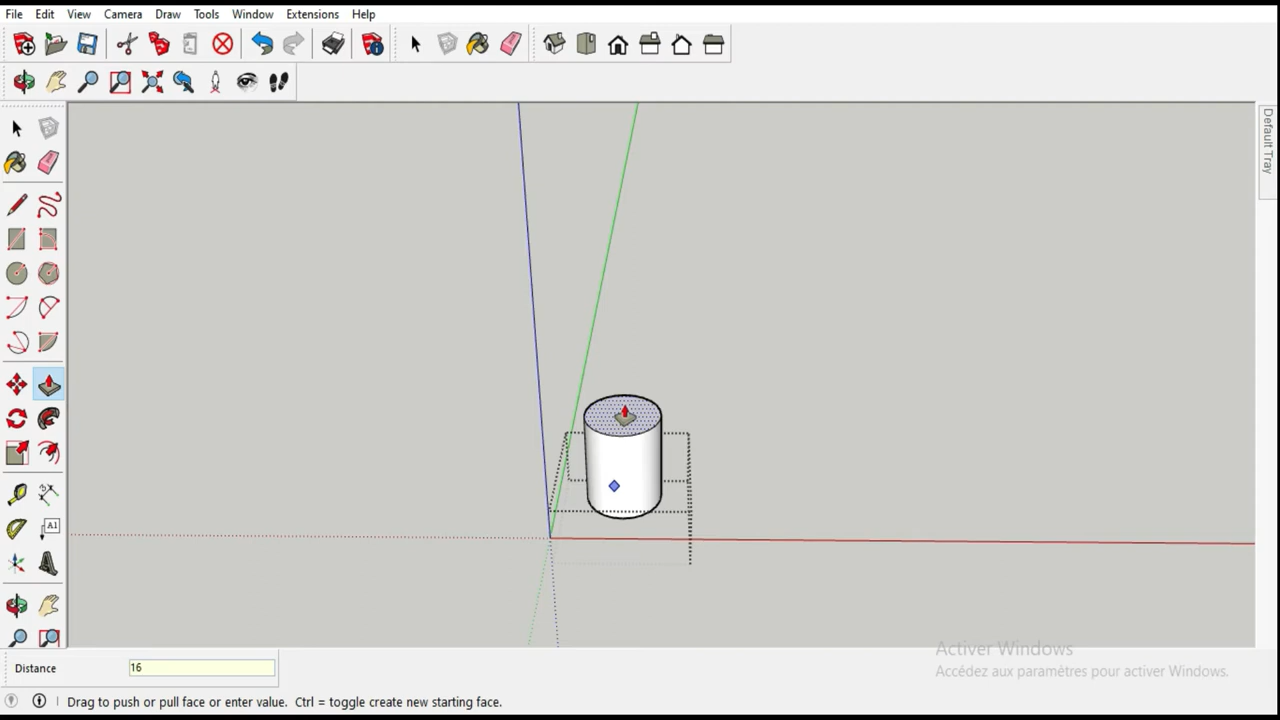 File Edit View Camera Draw Tools Window Extensions Help
Default Tray
A1
Activer Windows
Accédez aux paramètres pour activer Windows.
Distance 16
Drag to push or pull face or enter value. Ctrl = toggle create new starting face.